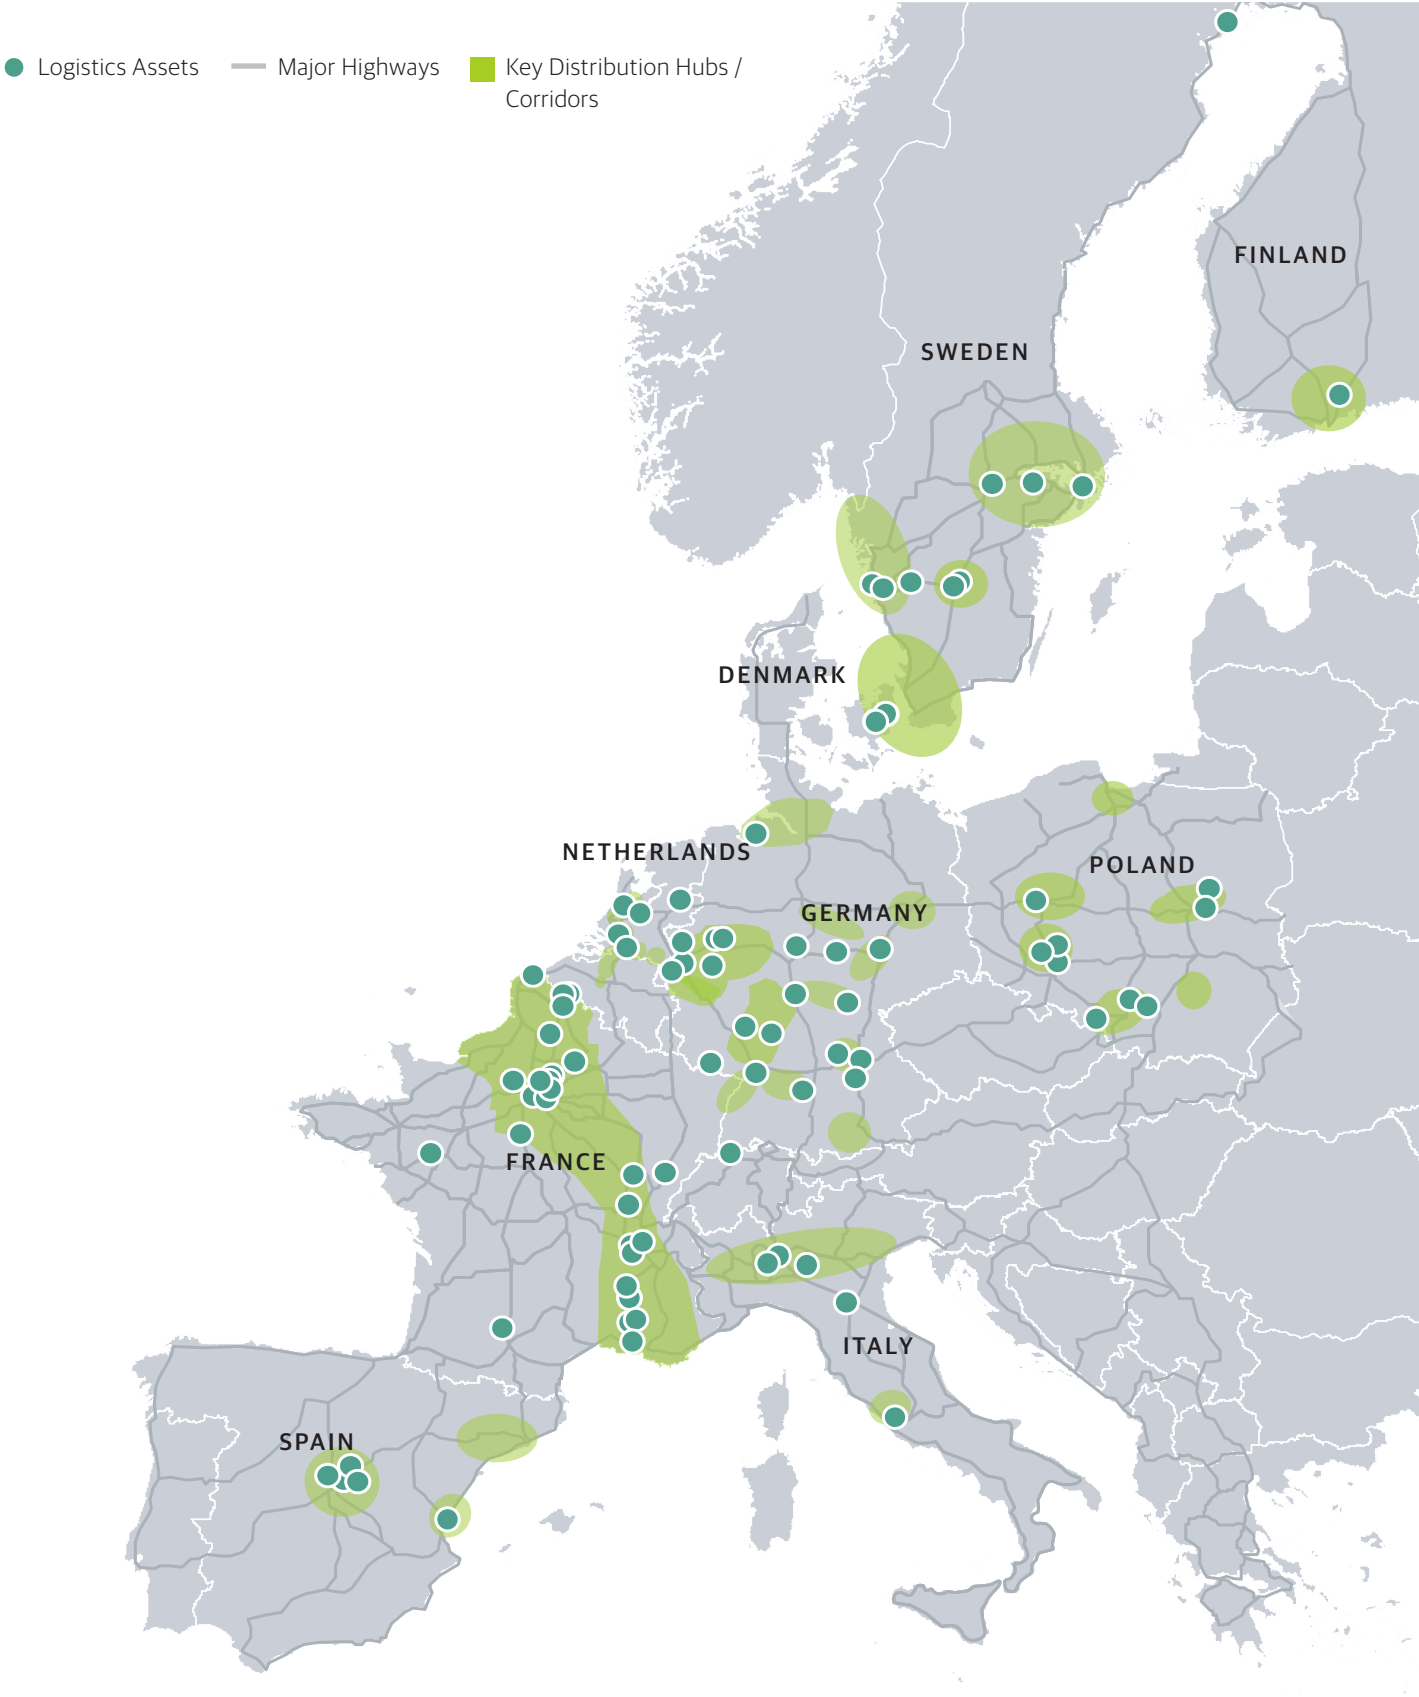 Logistics Assets
Major Highways
Key Distribution Hubs /
Corridors
FINLAND
SWEDEN
DENMARK
NETHERLANDS
POLAND
GERMANY
FRANCE
ITALY
SPAIN